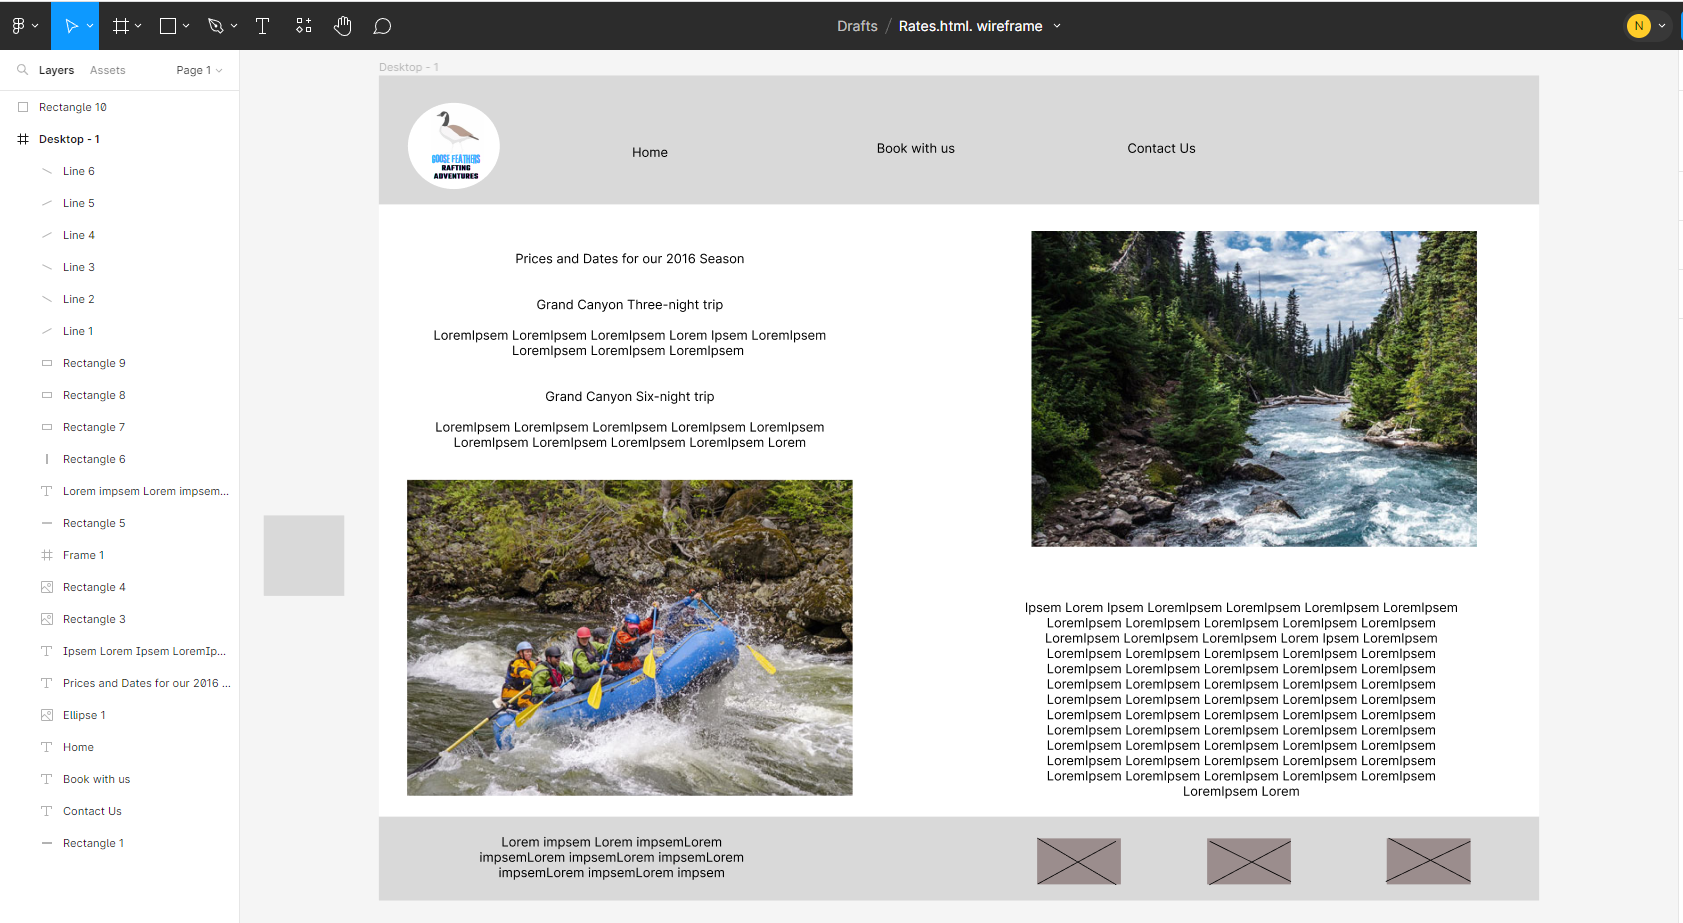 Drafts / Rates.html. wireframe
N
Layers Assets Page 1
Rectangle 10
Desktop - 1
Line 6
Line 5
Line 4
Line 3
Line 2
Line 1
Rectangle 9
Rectangle 8
Rectangle 7
Rectangle 6
Lorem impsem Lorem impsem...
Rectangle 5
Frame 1
Rectangle 4
Rectangle 3
Ipsem Lorem Ipsem LoremIp...
Prices and Dates for our 2016 ...
Ellipse 1
Home
Book with us
Contact Us
Rectangle 1
Desktop - 1
GOOSE FEATHERS
RAFTING
ADVENTURES
Home
Book with us
Contact Us
Prices and Dates for our 2016 Season
Grand Canyon Three-night trip
LoremIpsem LoremIpsem LoremIpsem Lorem Ipsem LoremIpsem
LoremIpsem LoremIpsem LoremIpsem
Grand Canyon Six-night trip
LoremIpsem LoremIpsem LoremIpsem LoremIpsem LoremIpsem
LoremIpsem LoremIpsem LoremIpsem LoremIpsem Lorem
Ipsem Lorem Ipsem LoremIpsem LoremIpsem LoremIpsem LoremIpsem
LoremIpsem LoremIpsem LoremIpsem LoremIpsem LoremIpsem
LoremIpsem LoremIpsem LoremIpsem Lorem Ipsem LoremIpsem
LoremIpsem LoremIpsem LoremIpsem LoremIpsem LoremIpsem
LoremIpsem LoremIpsem LoremIpsem LoremIpsem LoremIpsem
LoremIpsem LoremIpsem LoremIpsem LoremIpsem LoremIpsem
LoremIpsem LoremIpsem LoremIpsem LoremIpsem LoremIpsem
LoremIpsem LoremIpsem LoremIpsem LoremIpsem LoremIpsem
LoremIpsem LoremIpsem LoremIpsem LoremIpsem LoremIpsem
LoremIpsem LoremIpsem LoremIpsem LoremIpsem LoremIpsem
LoremIpsem LoremIpsem LoremIpsem LoremIpsem LoremIpsem
LoremIpsem LoremIpsem LoremIpsem LoremIpsem LoremIpsem
LoremIpsem Lorem
Lorem impsem Lorem impsemLorem
impsemLorem impsemLorem impsemLorem
impsemLorem impsemLorem impsem